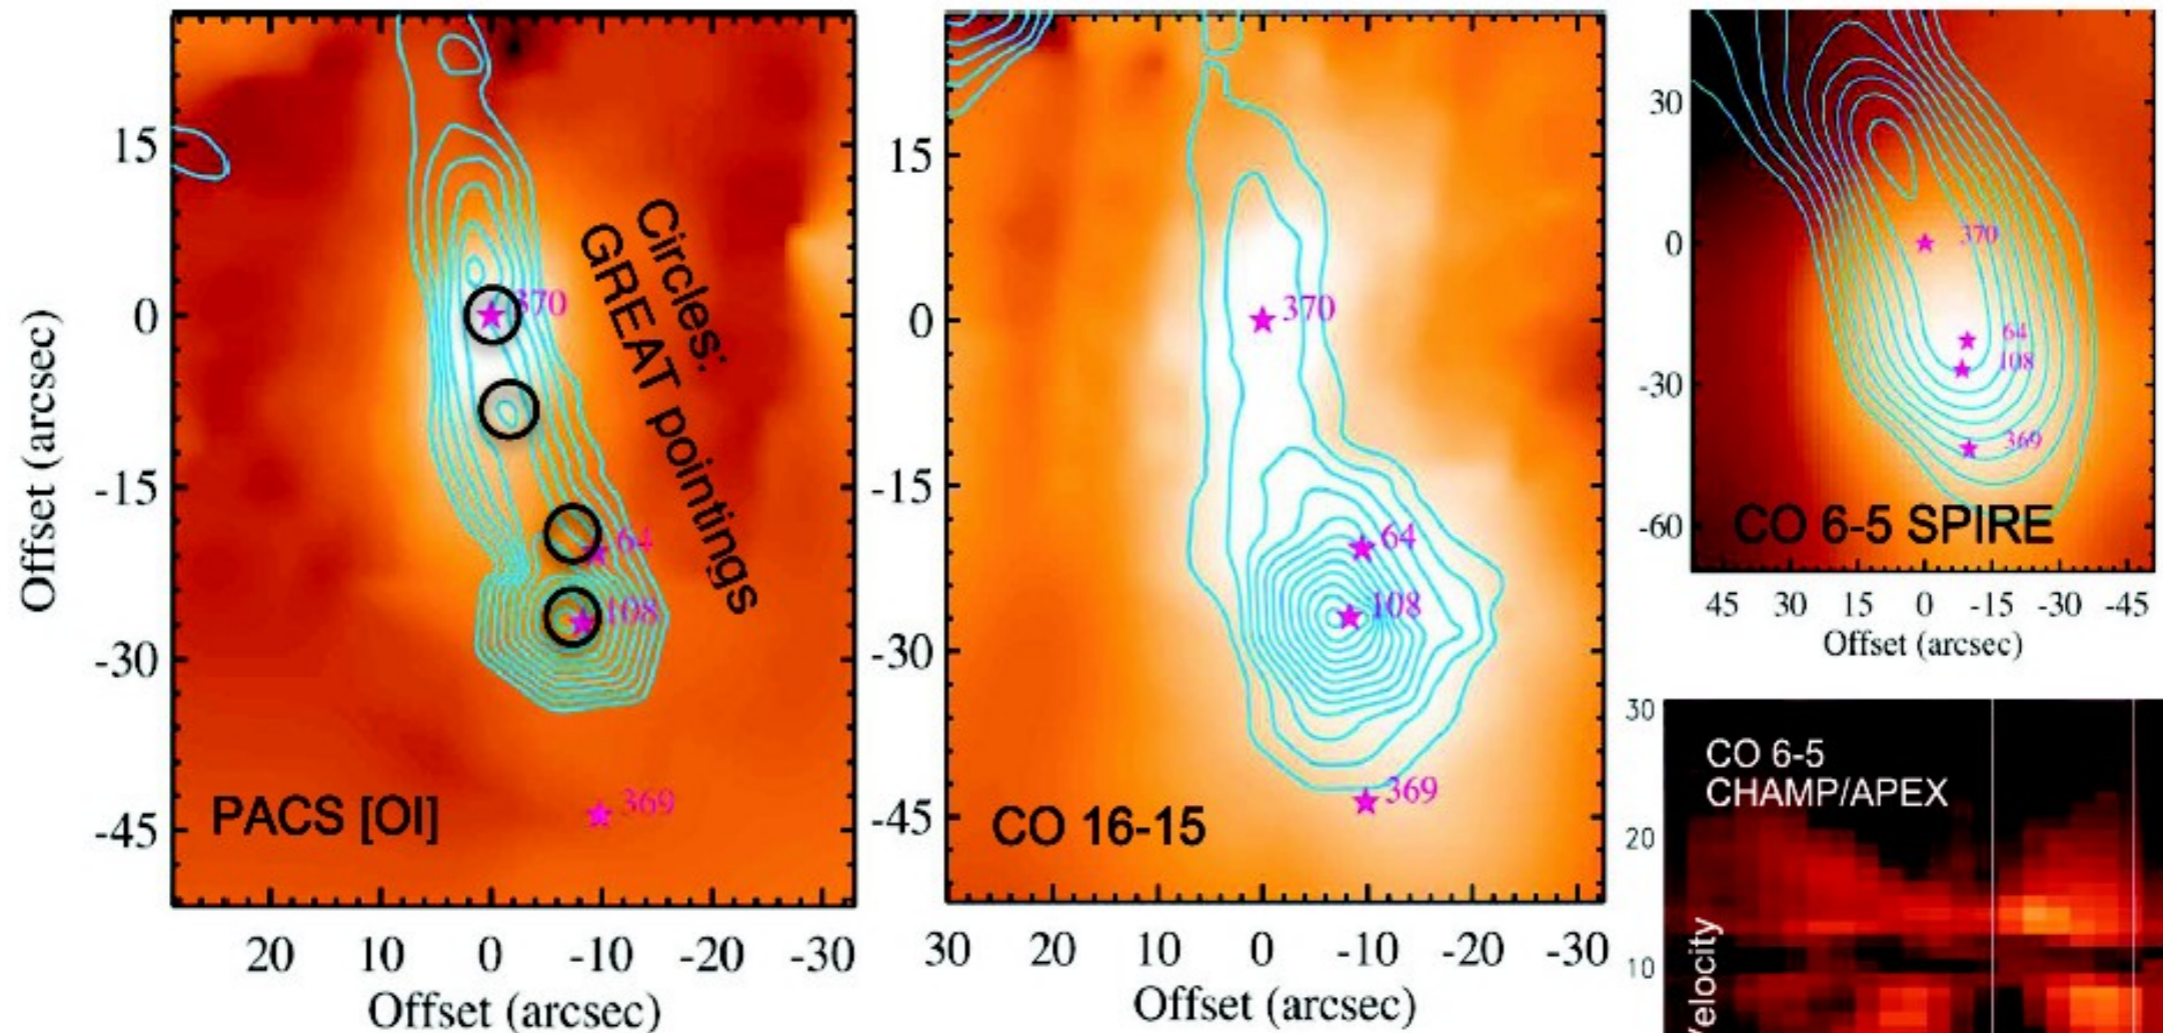 Offset (arcsec)
15
0
-15
-30
-45
Circles:
GREAT pointings
370
64
108
369
PACS [OI]
20 10 0 -10 -20 -30
Offset (arcsec)
15
0
-15
-30
-45
370
64
108
369
CO 16-15
30 20 10 0 -10 -20 -30
Offset (arcsec)
30
0
-30
-60
370
64
108
369
CO 6-5 SPIRE
45 30 15 0 -15 -30 -45
Offset (arcsec)
30
20
10
CO 6-5
CHAMP/APEX
Velocity